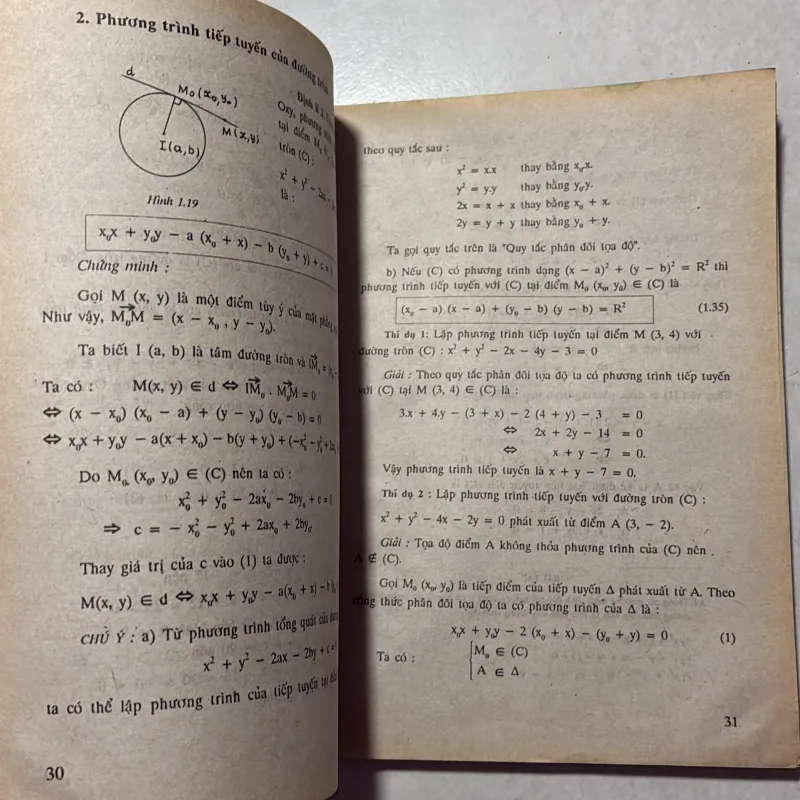 2. Phương trình tiếp tuyến của đường tròn
d
M₀(x₀,y₀)
M(x,y)
I(a,b)
Hình 1.19
Định lí
Oxy, phương
tại điểm M₀
tròn (C) :
x² + y² − 2ax
là :
x₀x + y₀y − a (x₀ + x) − b (y₀ + y) + c =
Chứng minh :
Gọi M (x, y) là một điểm tùy ý của mặt phẳng
Như vậy, M₀M = (x − x₀ , y − y₀).
Ta biết I (a, b) là tâm đường tròn và IM₀ =
Ta có : M(x, y) ∈ d ⇔ IM₀ . M₀M = 0
⇔ (x − x₀) (x₀ − a) + (y − y₀) (y₀ − b) = 0
⇔ x₀x + y₀y − a(x + x₀) − b(y + y₀) + (−x₀² − y₀² + 2ax₀
Do M₀ (x₀, y₀) ∈ (C) nên ta có :
x₀² + y₀² − 2ax₀ − 2by₀ + c = 0
⇒ c = − x₀² − y₀² + 2ax₀ + 2by₀.
Thay giá trị của c vào (1) ta được :
M(x, y) ∈ d ⇔ x₀x + y₀y − a(x₀ + x) − b
CHÚ Ý : a) Từ phương trình tổng quát của đường
x² + y² − 2ax − 2by + c =
ta có thể lập phương trình của tiếp tuyến tại điểm
30
theo quy tắc sau :
x² = x.x thay bằng x₀x.
y² = y.y thay bằng y₀y.
2x = x + x thay bằng x₀ + x.
2y = y + y thay bằng y₀ + y.
Ta gọi quy tắc trên là "Quy tắc phân đôi tọa độ".
b) Nếu (C) có phương trình dạng (x − a)² + (y − b)² = R² thì
phương trình tiếp tuyến với (C) tại điểm M₀ (x₀, y₀) ∈ (C) là
(x₀ − a) (x − a) + (y₀ − b) (y − b) = R² (1.35)
Thí dụ 1: Lập phương trình tiếp tuyến tại điểm M (3, 4) với
đường tròn (C) : x² + y² − 2x − 4y − 3 = 0
Giải : Theo quy tắc phân đôi tọa độ ta có phương trình tiếp tuyến
với (C) tại M (3, 4) ∈ (C) là :
3.x + 4.y − (3 + x) − 2 (4 + y) − 3 = 0
⇔ 2x + 2y − 14 = 0
⇔ x + y − 7 = 0.
Vậy phương trình tiếp tuyến là x + y − 7 = 0.
Thí dụ 2 : Lập phương trình tiếp tuyến với đường tròn (C) :
x² + y² − 4x − 2y = 0 phát xuất từ điểm A (3, − 2).
Giải : Tọa độ điểm A không thỏa phương trình của (C) nên
A ∉ (C).
Gọi M₀ (x₀, y₀) là tiếp điểm của tiếp tuyến Δ phát xuất từ A. Theo
công thức phân đôi tọa độ ta có phương trình của Δ là :
x₀x + y₀y − 2 (x₀ + x) − (y₀ + y) = 0 (1)
Ta có : { M₀ ∈ (C)
A ∈ Δ
31